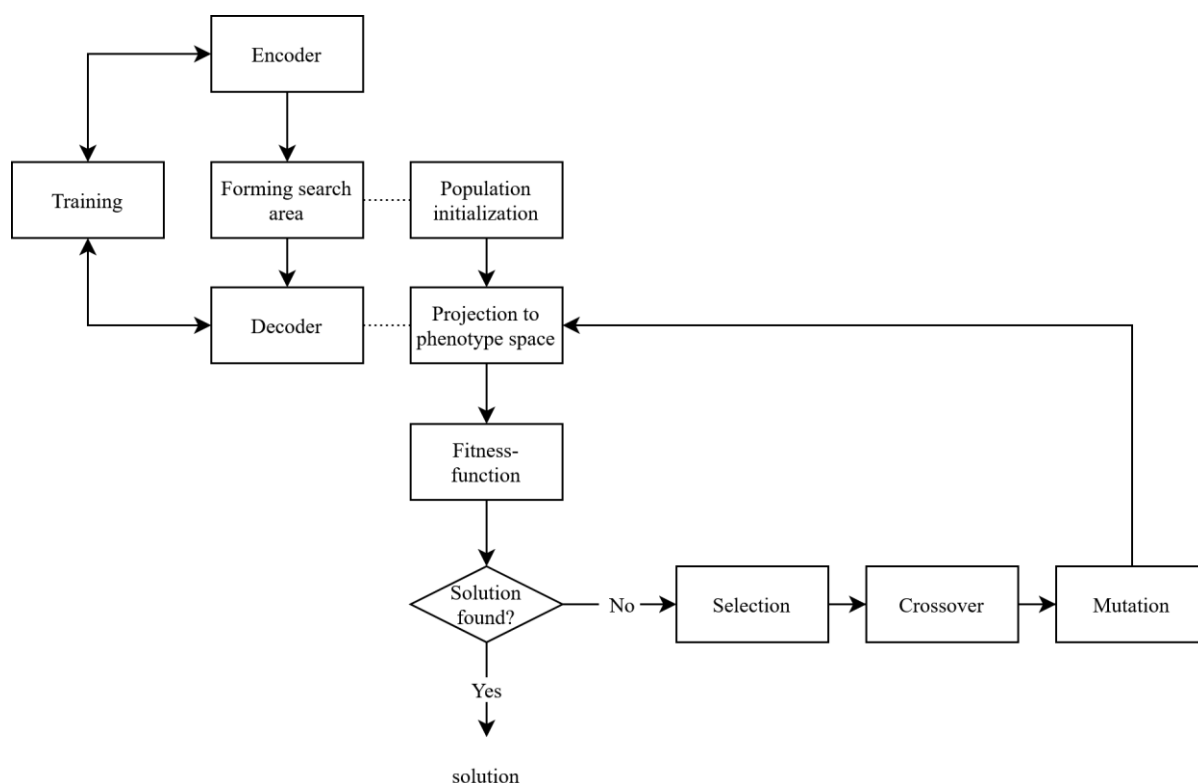 Encoder
Training
Forming search
area
Population
initialization
Decoder
Projection to
phenotype space
Fitness-
function
Solution
found?
No
Selection
Crossover
Mutation
Yes
solution